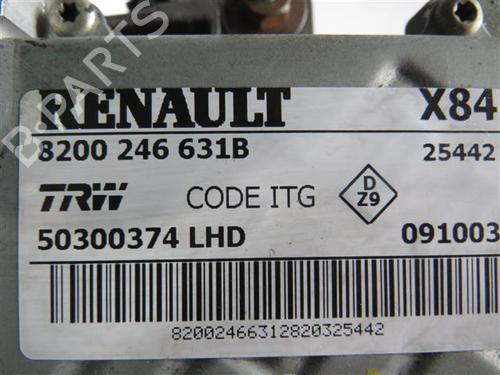 RENAULT X84
8200 246 631B 25442
TRW CODE ITG D Z9
50300374 LHD 091003
82002466312820325442